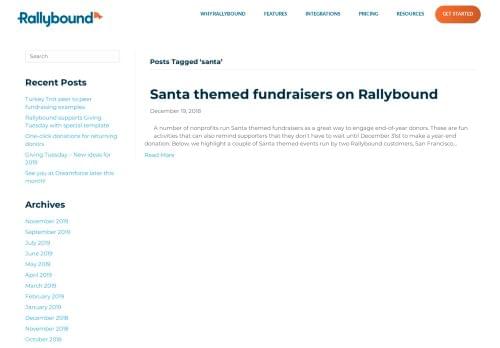 Rallybound
WHY RALLYBOUND
FEATURES
INTEGRATIONS
PRICING
RESOURCES
GET STARTED
Search
Recent Posts
Turkey Trot peer to peer
fundraising examples
Rallybound supports Giving
Tuesday with special template
One-click donations for returning
donors
Giving Tuesday – New ideas for
2019
See you at Dreamforce later this
month!
Archives
November 2019
September 2019
July 2019
June 2019
May 2019
April 2019
March 2019
February 2019
January 2019
December 2018
November 2018
October 2018
Posts Tagged ‘santa’
Santa themed fundraisers on Rallybound
December 19, 2018
A number of nonprofits run Santa themed fundraisers as a great way to engage end-of-year donors. These are fun
activities that can also remind supporters that they don't have to wait until December 31st to make a year-end
donation. Below, we highlight a couple of Santa themed events run by two Rallybound customers, San Francisco...
Read More